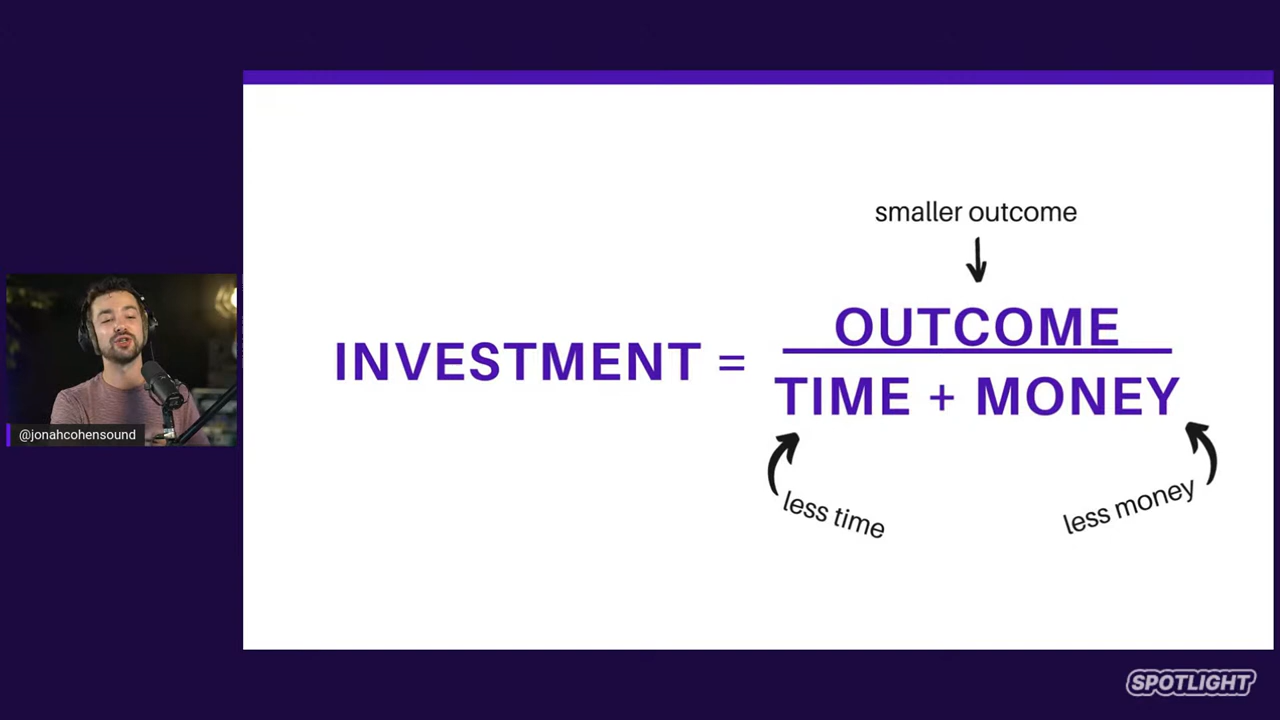 smaller outcome
INVESTMENT = OUTCOME
TIME + MONEY
less time
less money
@jonahcohensound
SPOTLIGHT